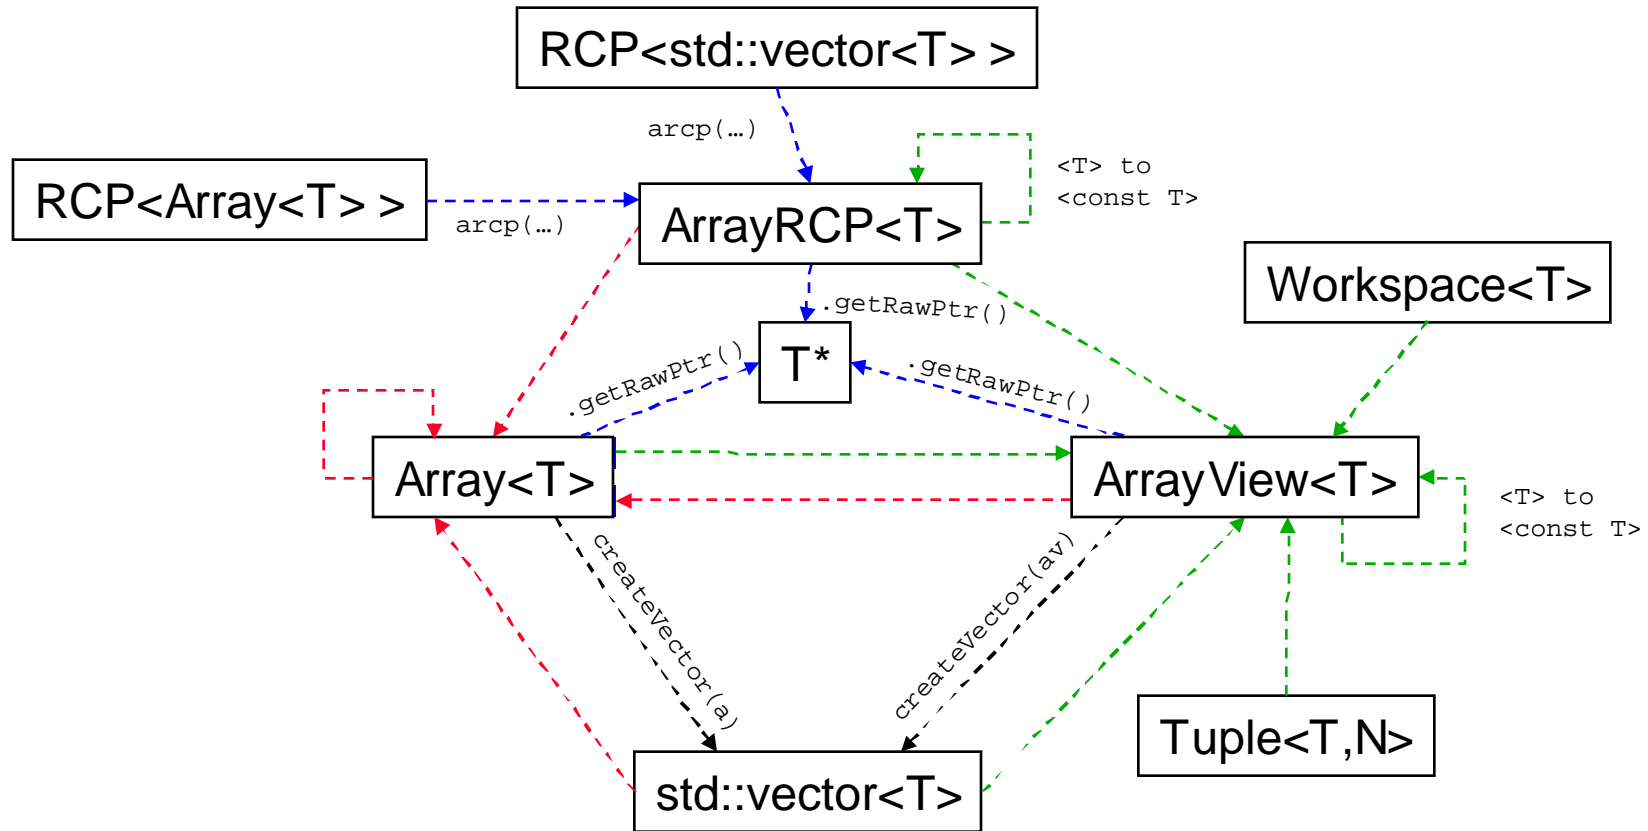 RCP<std::vector<T> >
arcp(…)
<T> to
<const T>
RCP<Array<T> >
arcp(…)
ArrayRCP<T>
Workspace<T>
.getRawPtr()
T*
.getRawPtr()
.getRawPtr()
Array<T>
ArrayView<T>
<T> to
<const T>
createVector(a)
createVector(av)
Tuple<T,N>
std::vector<T>